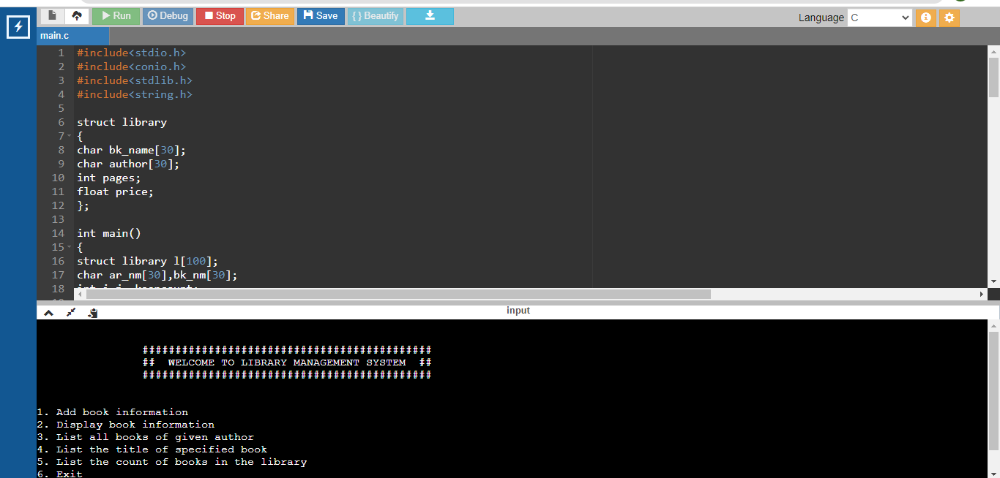 Run Debug Stop Share Save {} Beautify Language C
main.c
1 #include<stdio.h>
2 #include<conio.h>
3 #include<stdlib.h>
4 #include<string.h>
5
6 struct library
7 {
8 char bk_name[30];
9 char author[30];
10 int pages;
11 float price;
12 };
13
14 int main()
15 {
16 struct library l[100];
17 char ar_nm[30],bk_nm[30];
18
input
############################################
## WELCOME TO LIBRARY MANAGEMENT SYSTEM ##
############################################
1. Add book information
2. Display book information
3. List all books of given author
4. List the title of specified book
5. List the count of books in the library
6. Exit